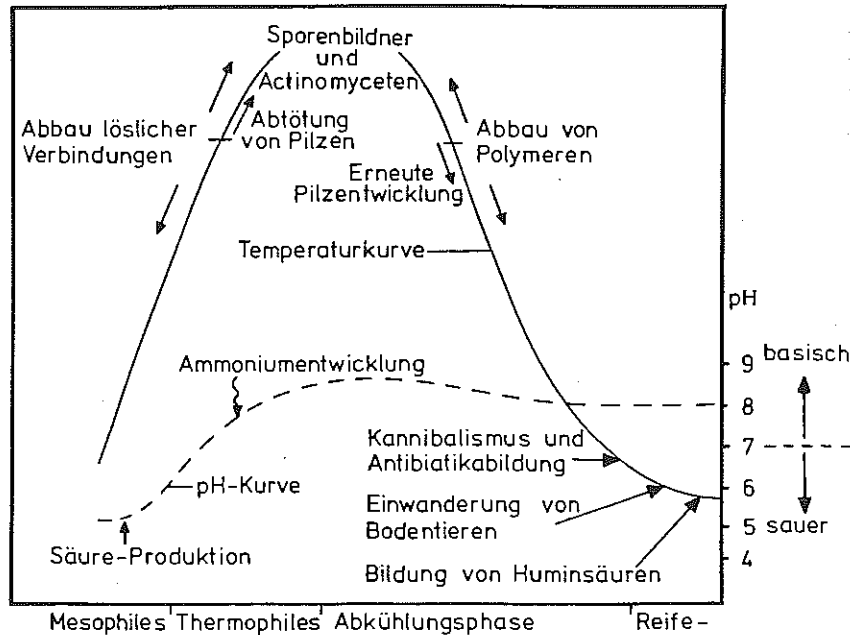 Sporenbildner
und
Actinomyceten
Abbau löslicher
Verbindungen
Abtötung
von Pilzen
Abbau von
Polymeren
Erneute
Pilzentwicklung
Temperaturkurve
pH
Ammoniumentwicklung
9 basisch
8
7
Kannibalismus und
Antibiatikabildung
pH-Kurve
6
Einwanderung von
Bodentieren
5 sauer
Säure-Produktion
4
Bildung von Huminsäuren
Mesophiles Thermophiles Abkühlungsphase Reife-